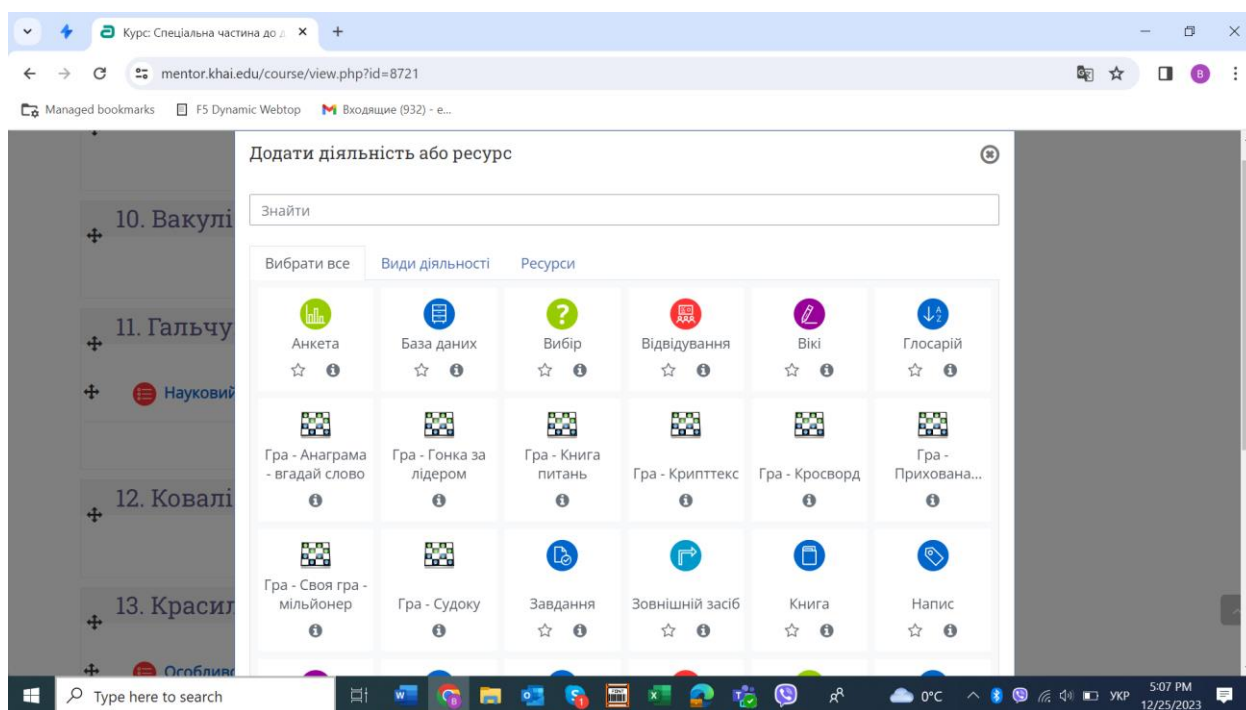 Курс: Спеціальна частина до д
mentor.khai.edu/course/view.php?id=8721
B
Managed bookmarks F5 Dynamic Webtop Входящие (932) - e...
Додати діяльність або ресурс
Знайти
10. Вакулі
Вибрати все Види діяльності Ресурси
11. Гальчу
Анкета База даних Вибір Відвідування Вікі Глосарій
Науковий
Гра - Анаграма - вгадай слово
Гра - Гонка за лідером
Гра - Книга питань
Гра - Крипттекс
Гра - Кросворд
Гра - Прихована...
12. Ковалі
Гра - Своя гра - мільйонер
Гра - Судоку
Завдання
Зовнішній засіб
Книга
Напис
13. Красил
Особливо
Type here to search
0°C
УКР
5:07 PM
12/25/2023